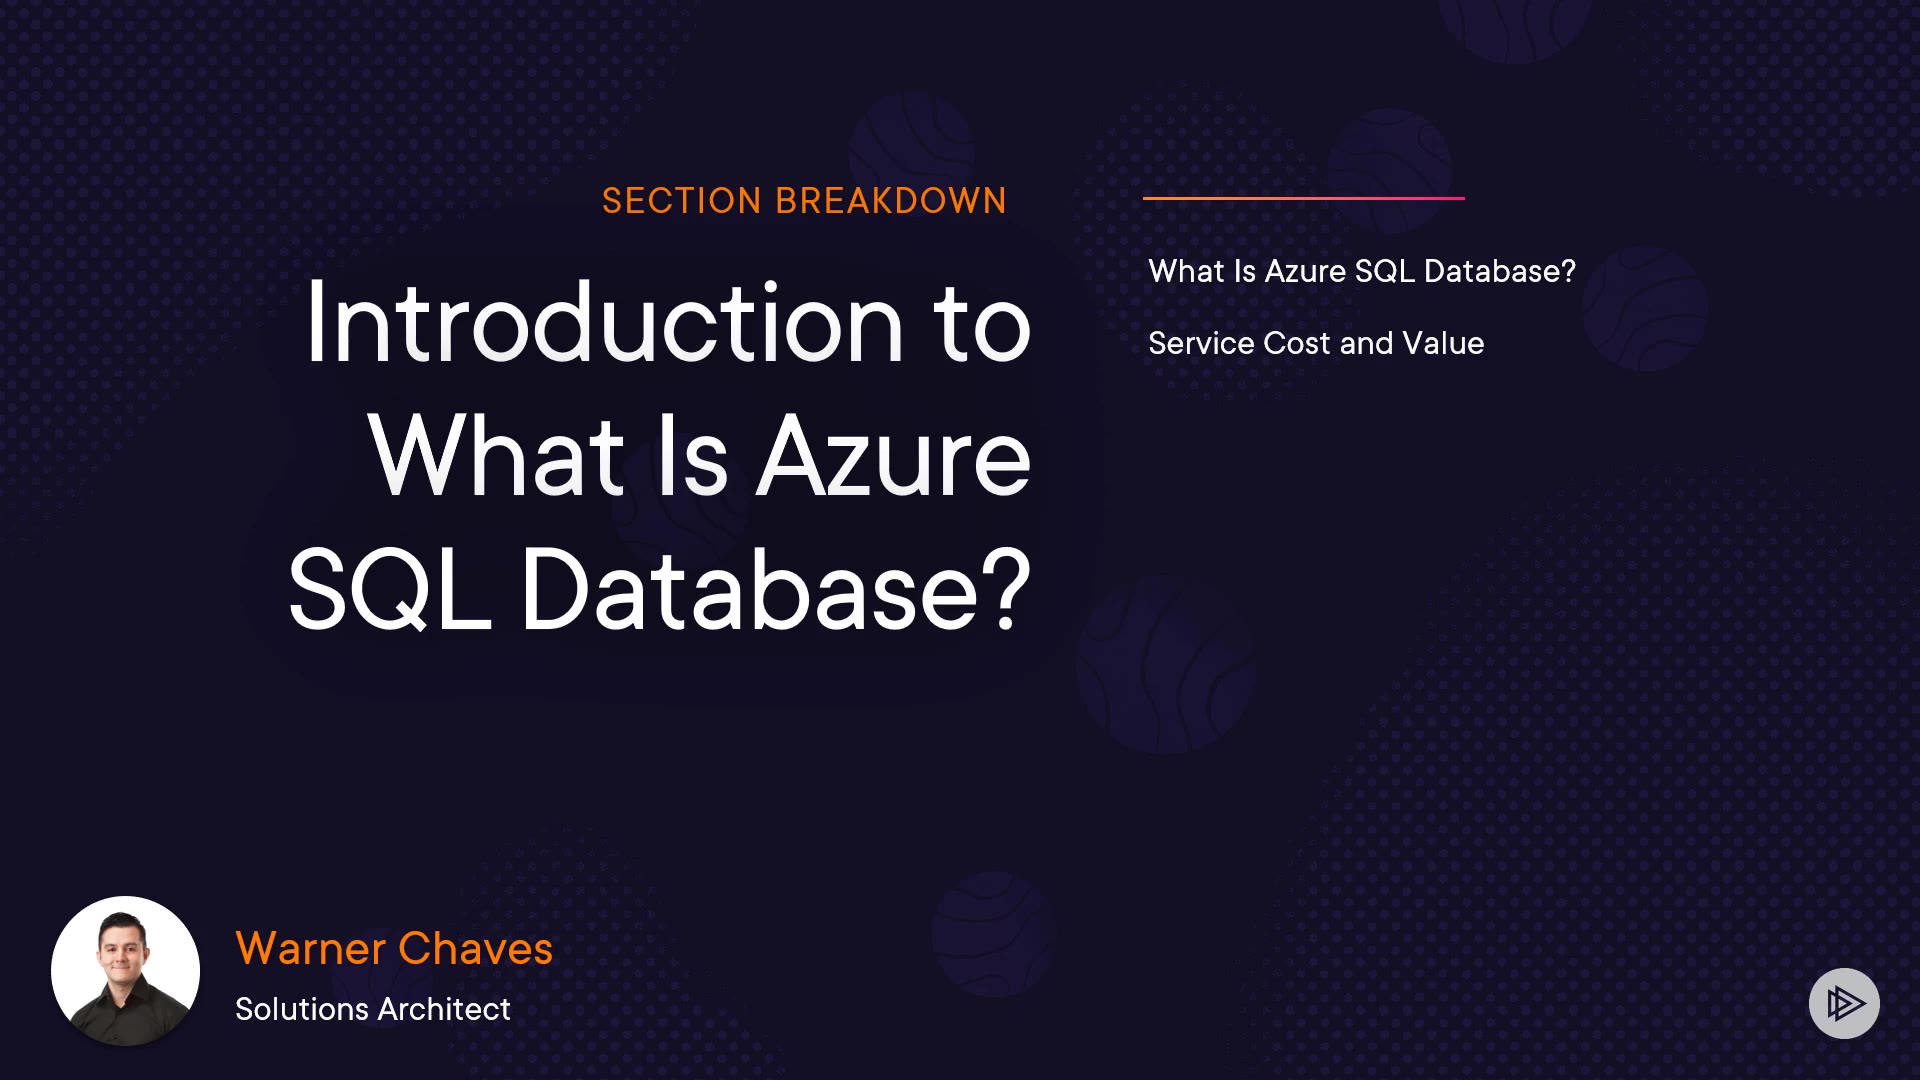 SECTION BREAKDOWN
Introduction to
What Is Azure
SQL Database?
What Is Azure SQL Database?
Service Cost and Value
Warner Chaves
Solutions Architect